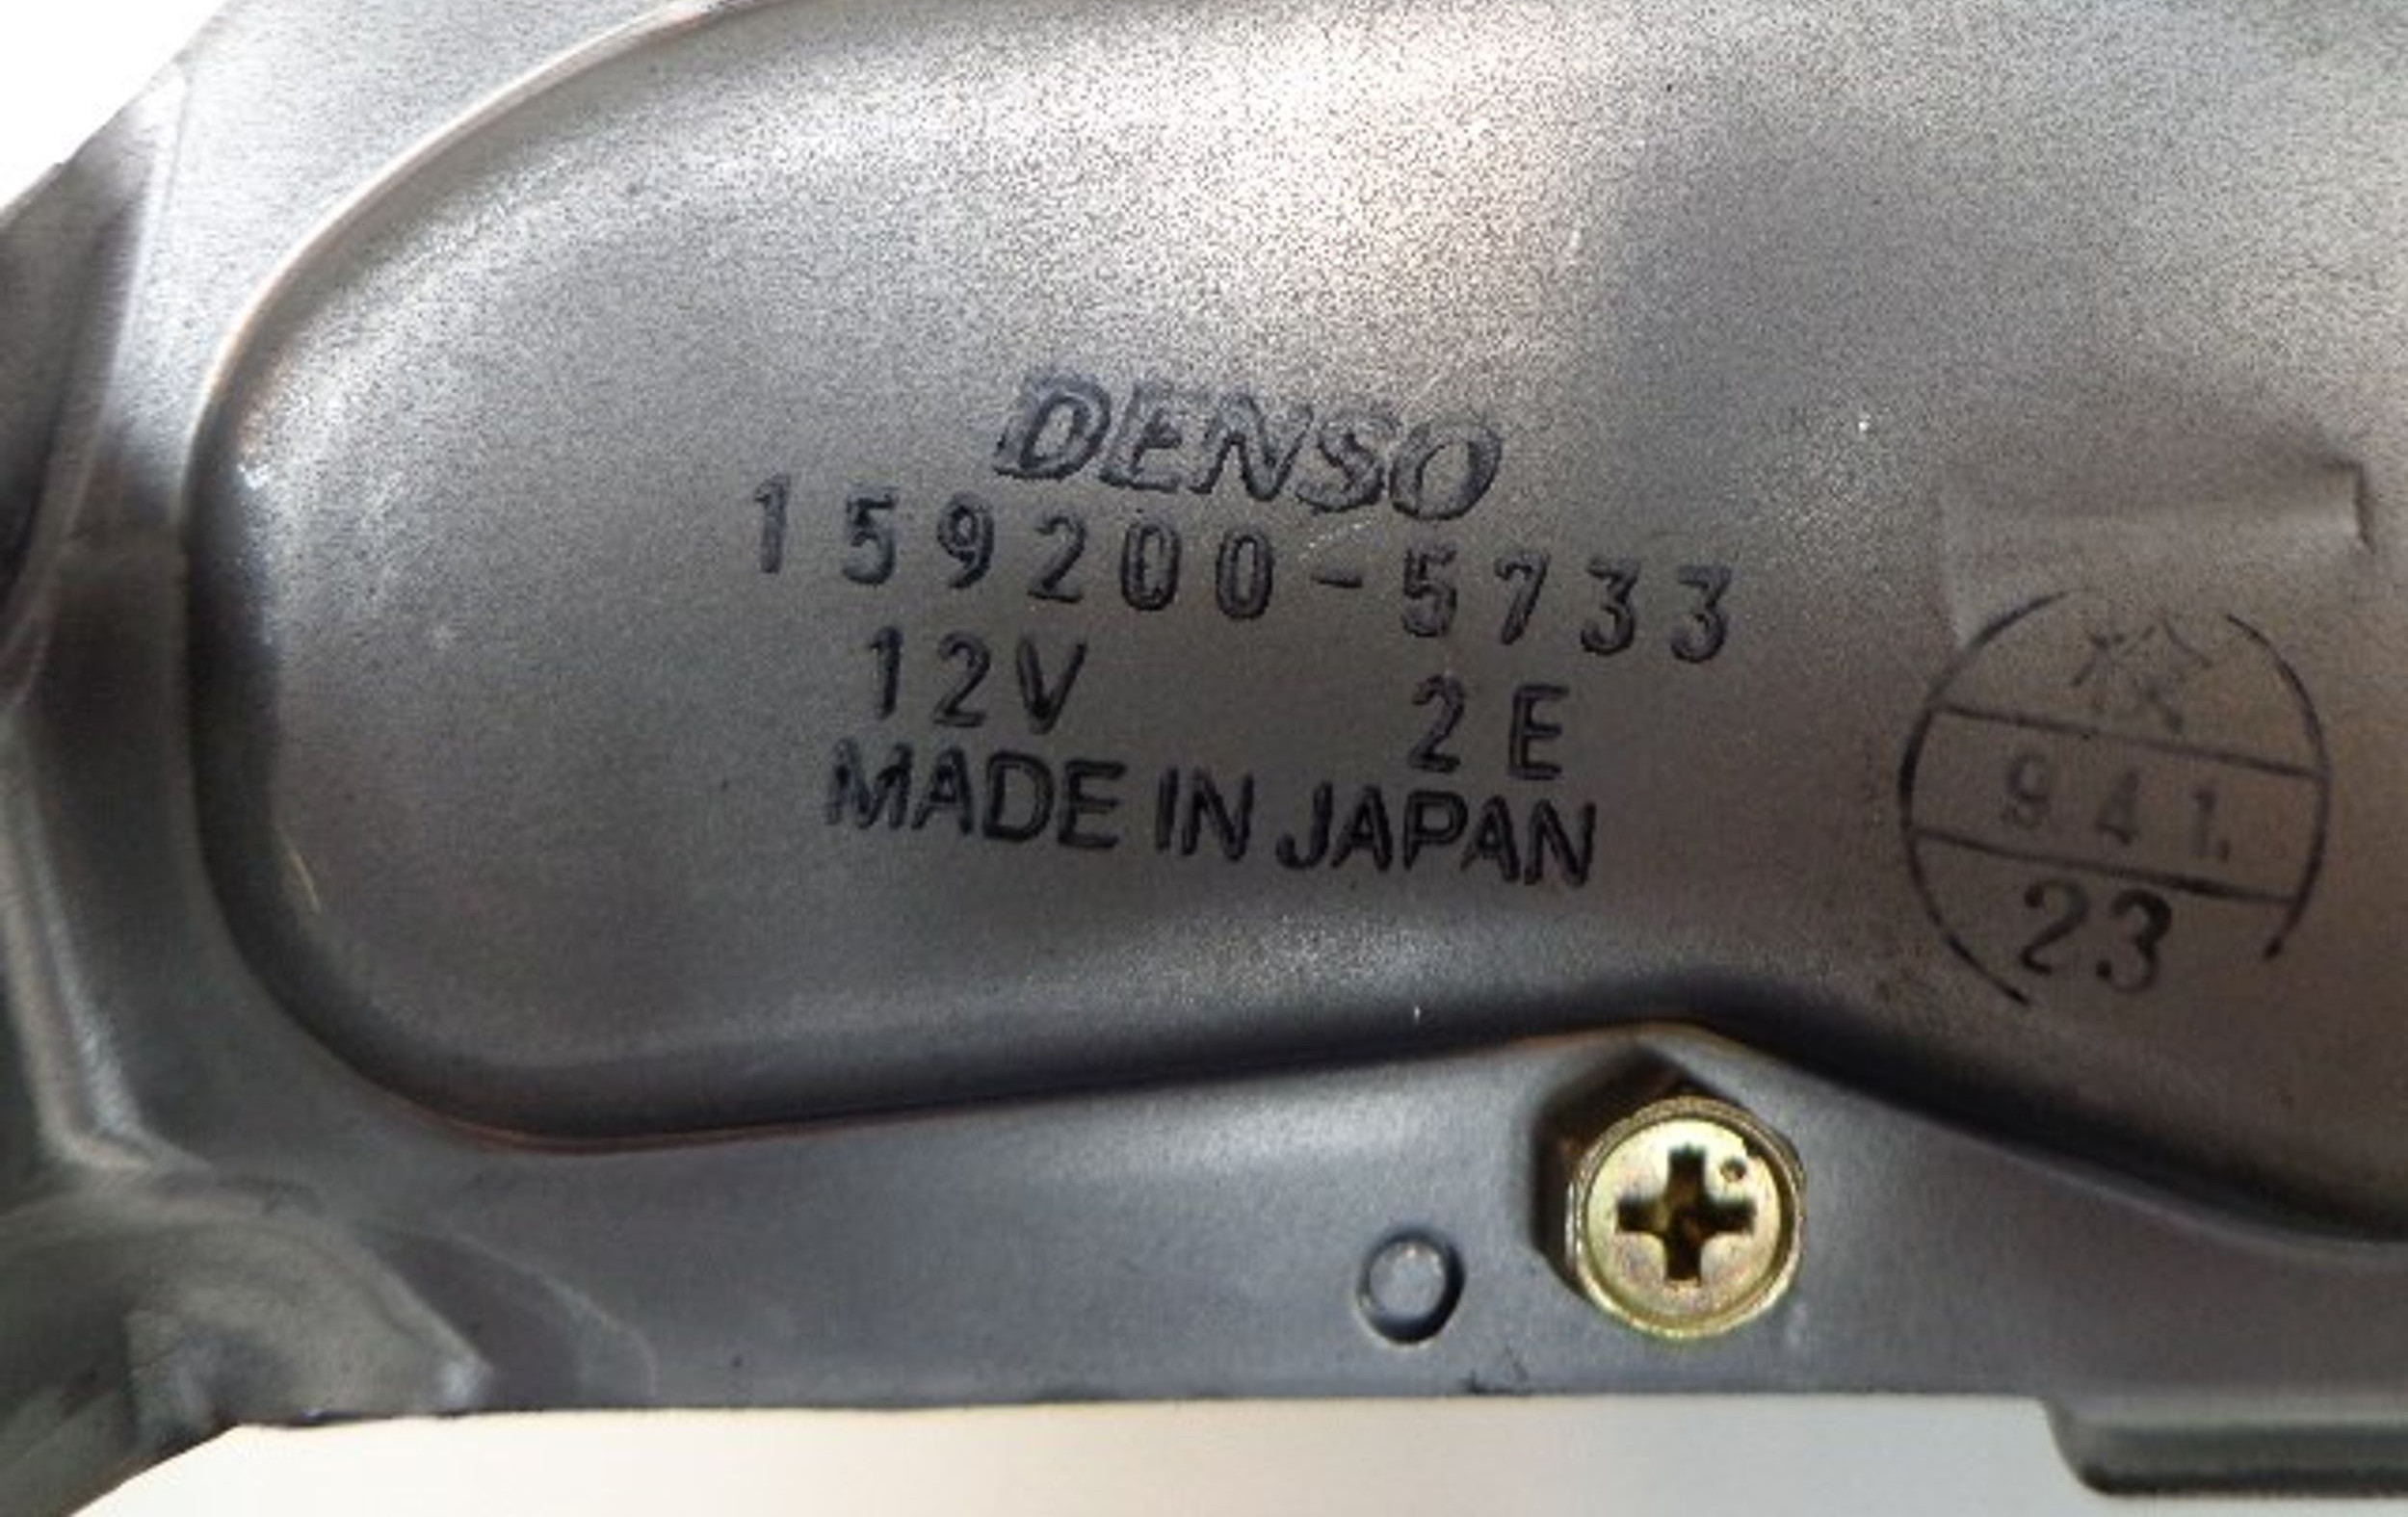 DENSO
159200-5733
12V 2E
MADE IN JAPAN
941.
23